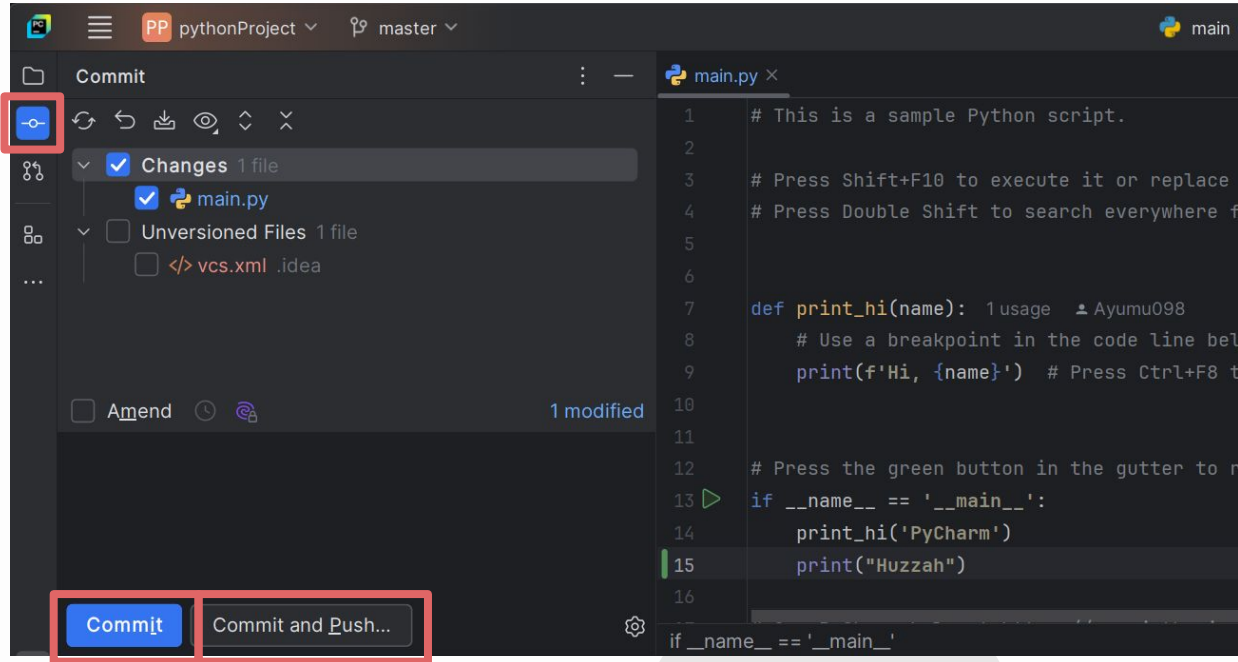 PC
PP pythonProject master main
Commit
Changes 1 file
main.py
Unversioned Files 1 file
</> vcs.xml .idea
Amend 1 modified
Commit Commit and Push...
main.py
1 # This is a sample Python script.
2
3 # Press Shift+F10 to execute it or replace
4 # Press Double Shift to search everywhere f
5
6
7 def print_hi(name): 1 usage Ayumu098
8 # Use a breakpoint in the code line bel
9 print(f'Hi, {name}') # Press Ctrl+F8 t
10
11
12 # Press the green button in the gutter to r
13 if __name__ == '__main__':
14 print_hi('PyCharm')
15 print("Huzzah")
16
if __name__ == '__main__'